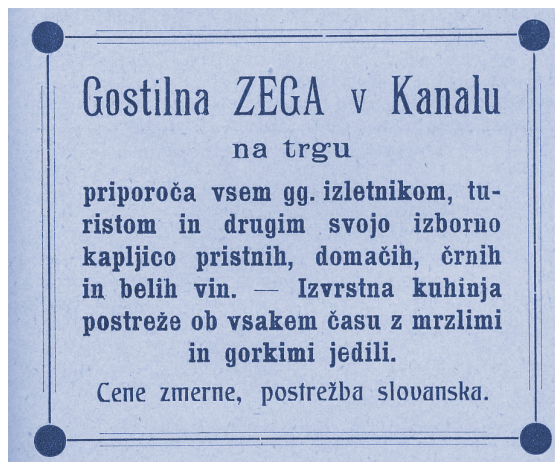 Gostilna ZEGA v Kanalu
na trgu
priporoča vsem gg. izletnikom, tu-
ristom in drugim svojo izborno
kapljico pristnih, domačih, črnih
in belih vin. — Izvrstna kuhinja
postreže ob vsakem času z mrzlimi
in gorkimi jedili.
Cene zmerne, postrežba slovanska.